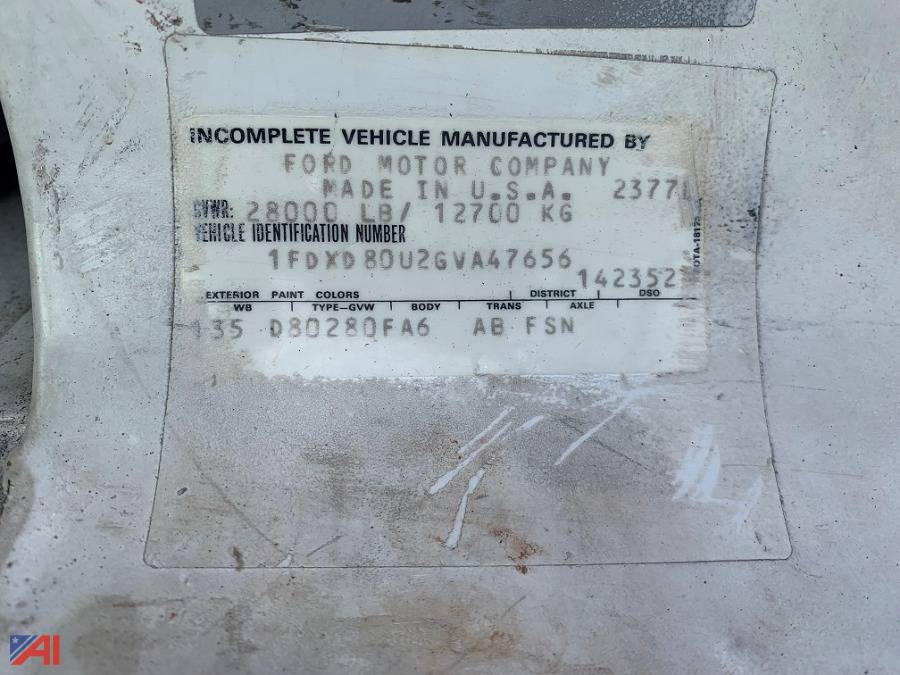 INCOMPLETE VEHICLE MANUFACTURED BY
FORD MOTOR COMPANY
MADE IN U.S.A. 2377
GVWR: 28000 LB/ 12700 KG
VEHICLE IDENTIFICATION NUMBER
1FDXD80U2GVA47656
142352
EXTERIOR PAINT COLORS DISTRICT DSO
WB TYPE–GVW BODY TRANS AXLE
135 D80280FA6 AB FSN
AI